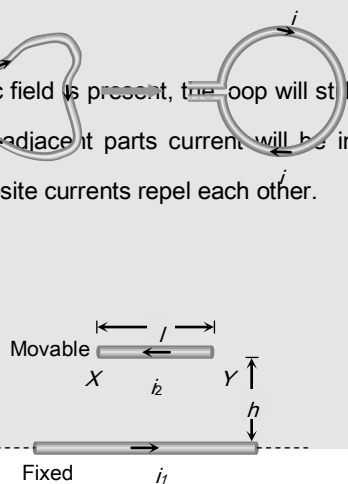 i
c field is present, the loop will sti
adjacent parts current will be in
i
site currents repel each other.
l
Movable
X i2 Y
h
Fixed i1